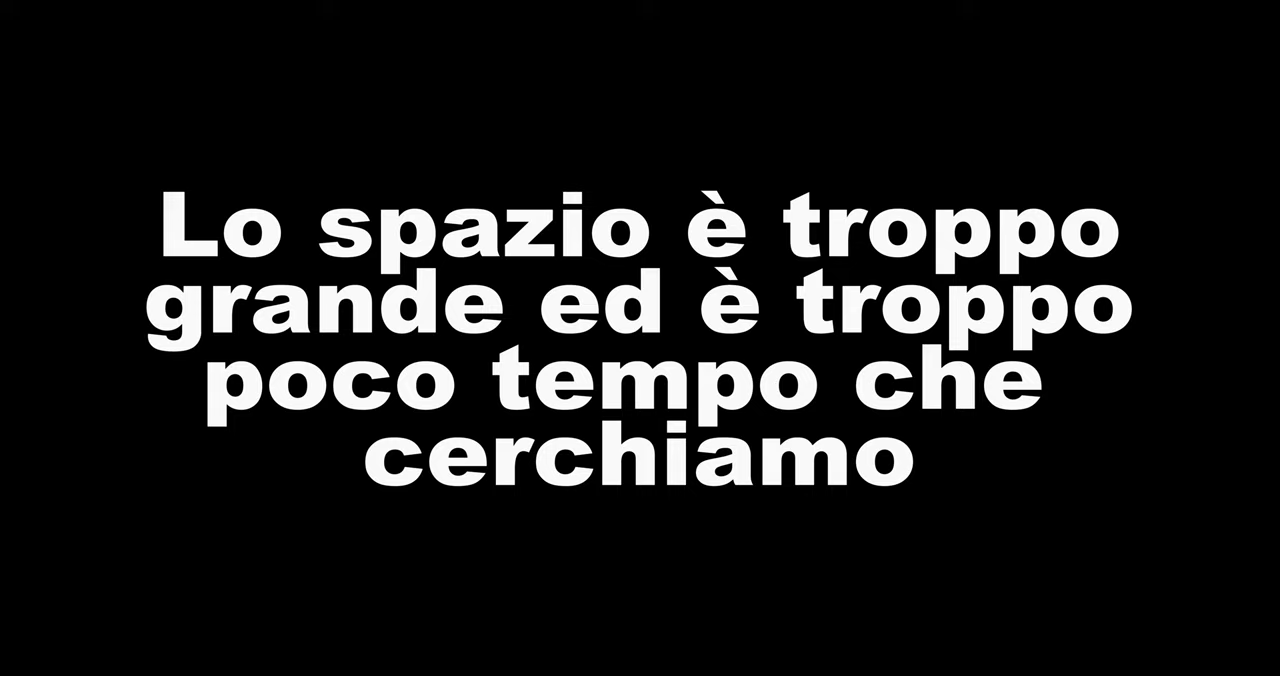 Lo spazio è troppo
grande ed è troppo
poco tempo che
cerchiamo